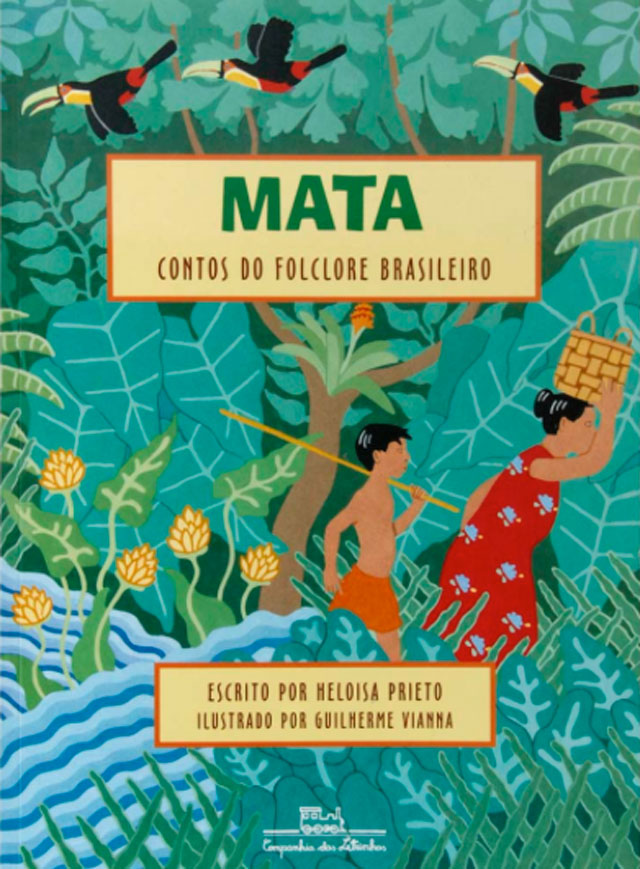 MATA
CONTOS DO FOLCLORE BRASILEIRO
ESCRITO POR HELOISA PRIETO
ILUSTRADO POR GUILHERME VIANNA
Companhia das Letrinhas